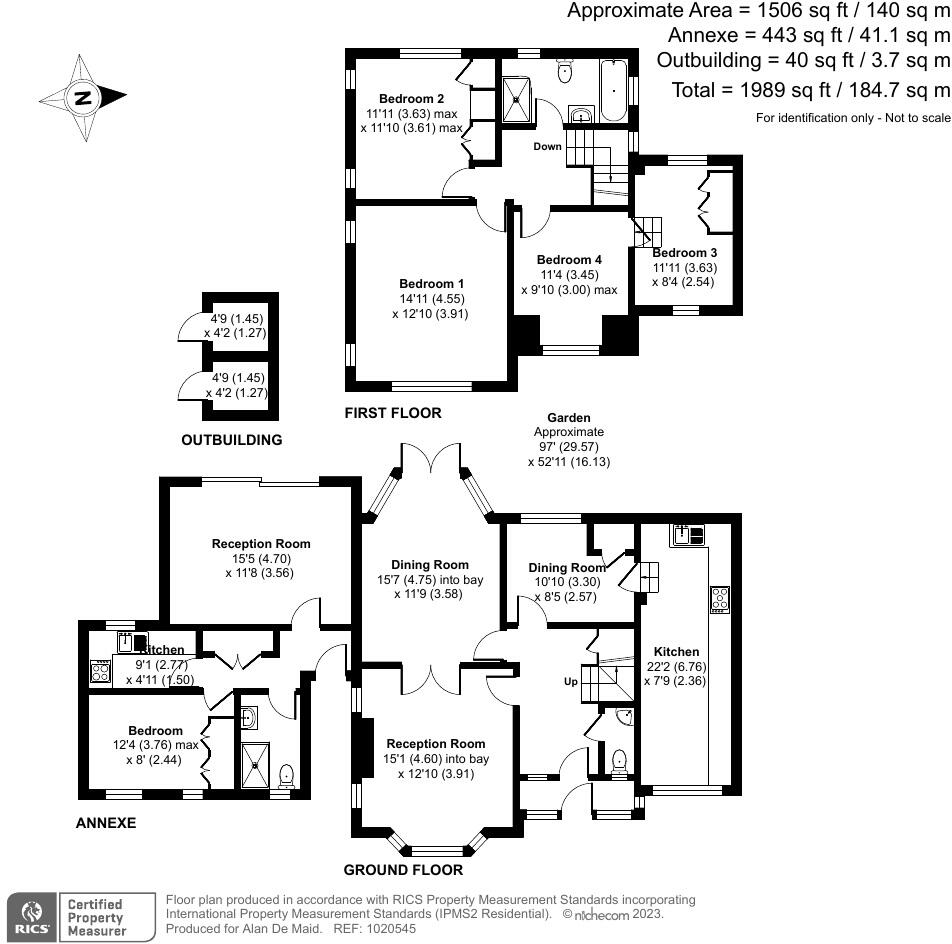 Approximate Area = 1506 sq ft / 140 sq m
Annexe = 443 sq ft / 41.1 sq m
Outbuilding = 40 sq ft / 3.7 sq m
Total = 1989 sq ft / 184.7 sq m
For identification only - Not to scale
N
Bedroom 2
11'11 (3.63) max
x 11'10 (3.61) max
Down
Bedroom 1
14'11 (4.55)
x 12'10 (3.91)
Bedroom 4
11'4 (3.45)
x 9'10 (3.00) max
Bedroom 3
11'11 (3.63)
x 8'4 (2.54)
FIRST FLOOR
4'9 (1.45)
x 4'2 (1.27)
4'9 (1.45)
x 4'2 (1.27)
OUTBUILDING
Garden
Approximate
97' (29.57)
x 52'11 (16.13)
Reception Room
15'5 (4.70)
x 11'8 (3.56)
Dining Room
15'7 (4.75) into bay
x 11'9 (3.58)
Dining Room
10'10 (3.30)
x 8'5 (2.57)
Kitchen
22'2 (6.76)
x 7'9 (2.36)
Kitchen
9'1 (2.77)
x 4'11 (1.50)
Up
Bedroom
12'4 (3.76) max
x 8' (2.44)
Reception Room
15'1 (4.60) into bay
x 12'10 (3.91)
ANNEXE
GROUND FLOOR
RICS
Certified
Property
Measurer
Floor plan produced in accordance with RICS Property Measurement Standards incorporating
International Property Measurement Standards (IPMS2 Residential). © nichecom 2023.
Produced for Alan De Maid. REF: 1020545